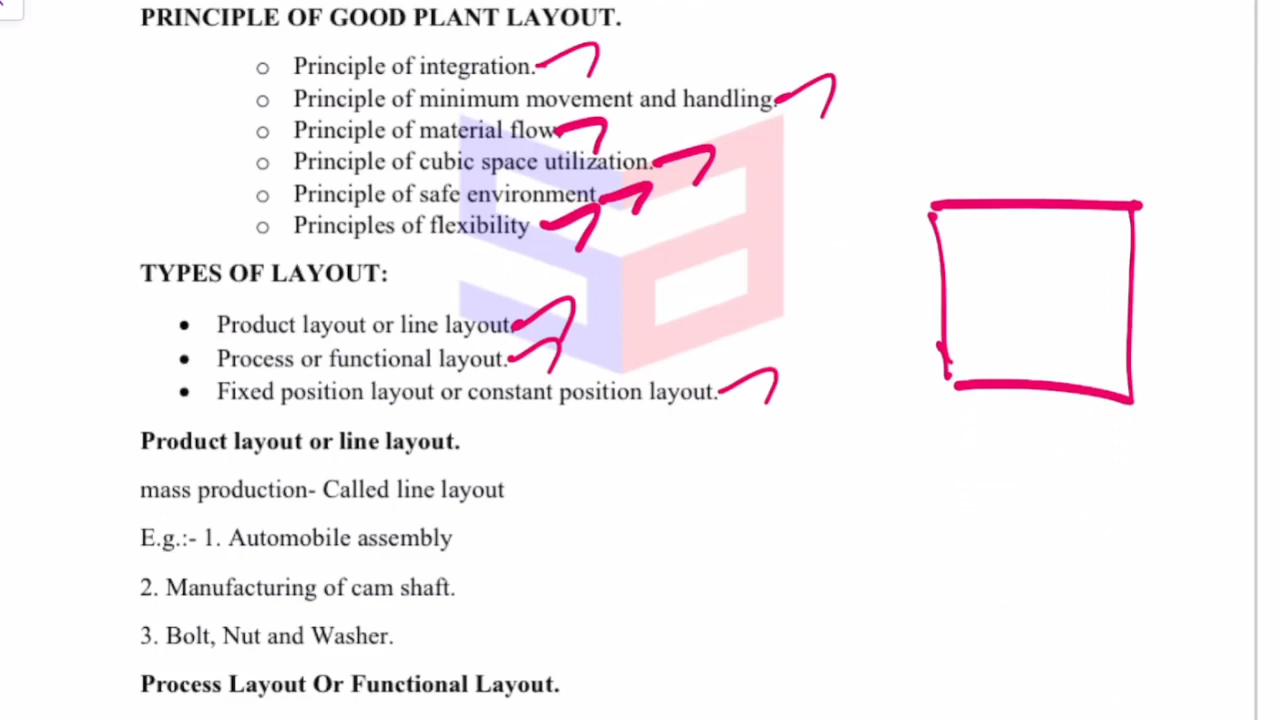 PRINCIPLE OF GOOD PLANT LAYOUT.
o Principle of integration.
o Principle of minimum movement and handling.
o Principle of material flow
o Principle of cubic space utilization.
o Principle of safe environment.
o Principles of flexibility
TYPES OF LAYOUT:
• Product layout or line layout.
• Process or functional layout.
• Fixed position layout or constant position layout.
Product layout or line layout.
mass production- Called line layout
E.g.:- 1. Automobile assembly
2. Manufacturing of cam shaft.
3. Bolt, Nut and Washer.
Process Layout Or Functional Layout.